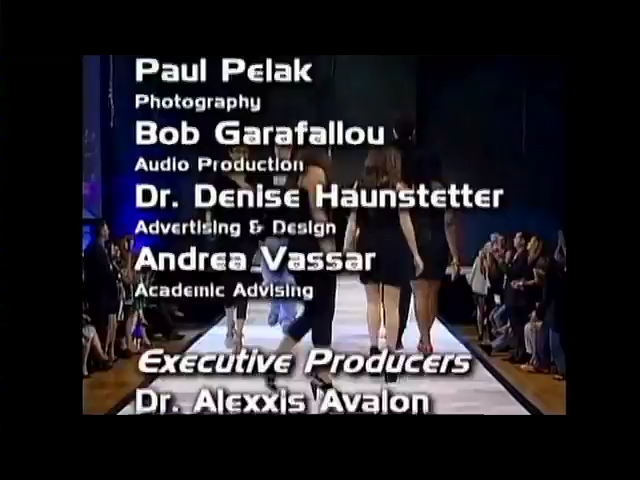 Paul Pelak
Photography
Bob Garafallou
Audio Production
Dr. Denise Haunstetter
Advertising & Design
Andrea Vassar
Academic Advising
Executive Producers
Dr. Alexxis Avalon